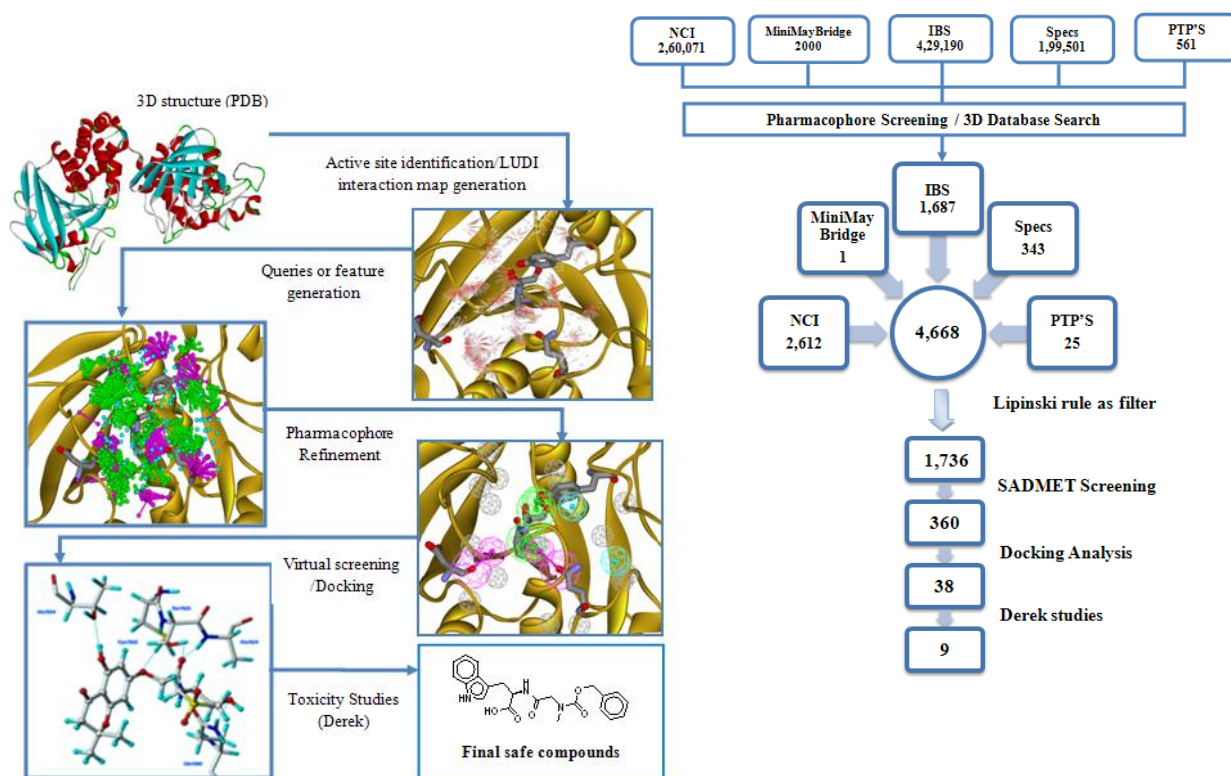 3D structure (PDB)
Active site identification/LUDI
interaction map generation
Queries or feature
generation
Pharmacophore
Refinement
Virtual screening
/Docking
Toxicity Studies
(Derek)
HN
HO
O
H
N
O
N
O
O
Final safe compounds
NCI
2,60,071
MiniMayBridge
2000
IBS
4,29,190
Specs
1,99,501
PTP'S
561
Pharmacophore Screening / 3D Database Search
IBS
1,687
MiniMay
Bridge
1
Specs
343
NCI
2,612
4,668
PTP'S
25
Lipinski rule as filter
1,736
SADMET Screening
360
Docking Analysis
38
Derek studies
9